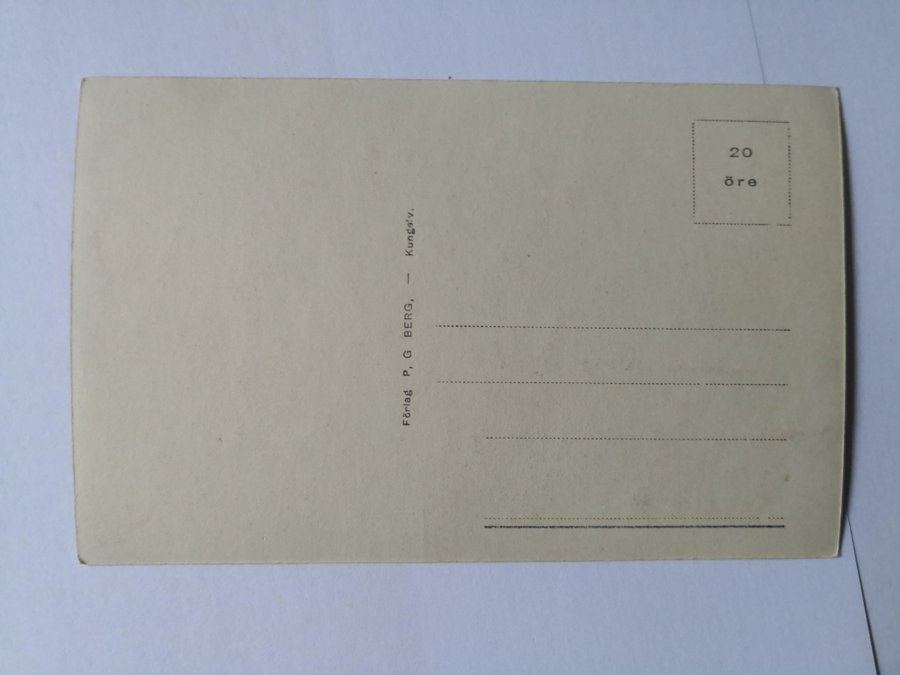 20
öre
Förlag P, G BERG, — Kungälv.